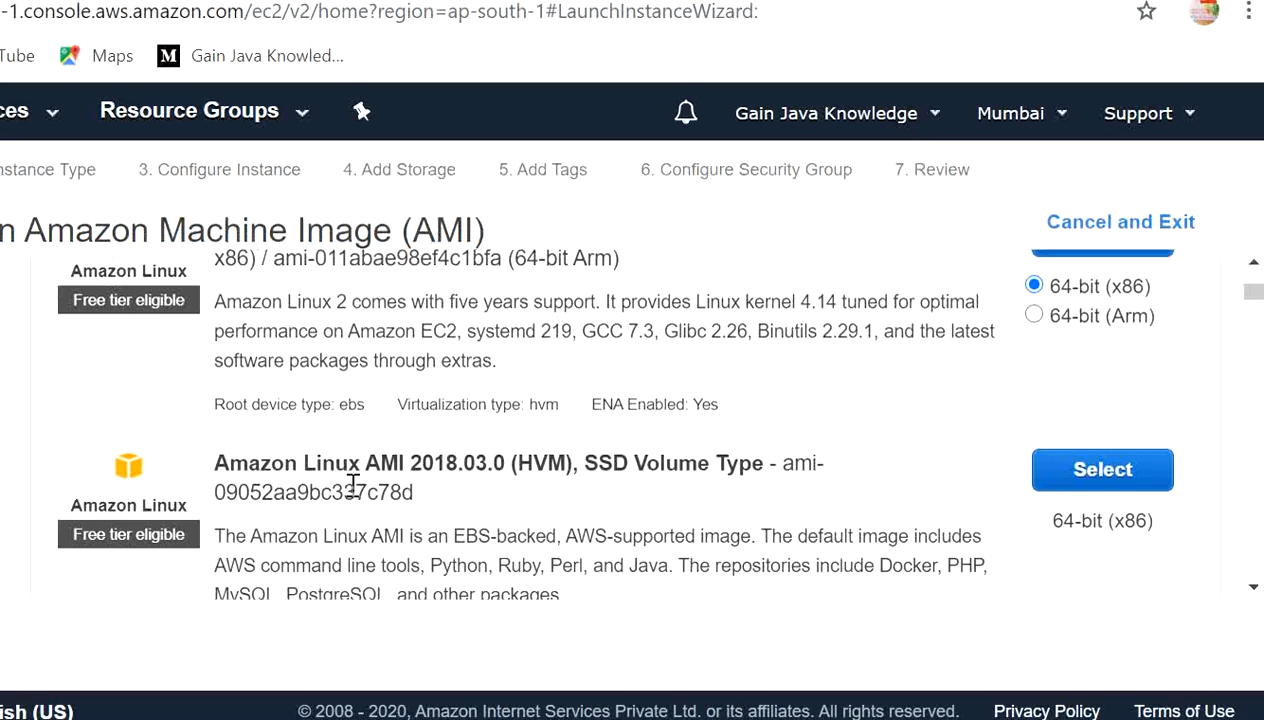 -1.console.aws.amazon.com/ec2/v2/home?region=ap-south-1#LaunchInstanceWizard:
Tube Maps M Gain Java Knowled...
ces Resource Groups Gain Java Knowledge Mumbai Support
nstance Type 3. Configure Instance 4. Add Storage 5. Add Tags 6. Configure Security Group 7. Review
n Amazon Machine Image (AMI) Cancel and Exit
x86) / ami-011abae98ef4c1bfa (64-bit Arm)
Amazon Linux
Free tier eligible
Amazon Linux 2 comes with five years support. It provides Linux kernel 4.14 tuned for optimal
performance on Amazon EC2, systemd 219, GCC 7.3, Glibc 2.26, Binutils 2.29.1, and the latest
software packages through extras.
64-bit (x86)
64-bit (Arm)
Root device type: ebs Virtualization type: hvm ENA Enabled: Yes
Amazon Linux AMI 2018.03.0 (HVM), SSD Volume Type - ami-
09052aa9bc337c78d
Select
Amazon Linux
Free tier eligible
64-bit (x86)
The Amazon Linux AMI is an EBS-backed, AWS-supported image. The default image includes
AWS command line tools, Python, Ruby, Perl, and Java. The repositories include Docker, PHP,
MySQL, PostgreSQL, and other packages
ish (US) © 2008 - 2020, Amazon Internet Services Private Ltd. or its affiliates. All rights reserved. Privacy Policy Terms of Use